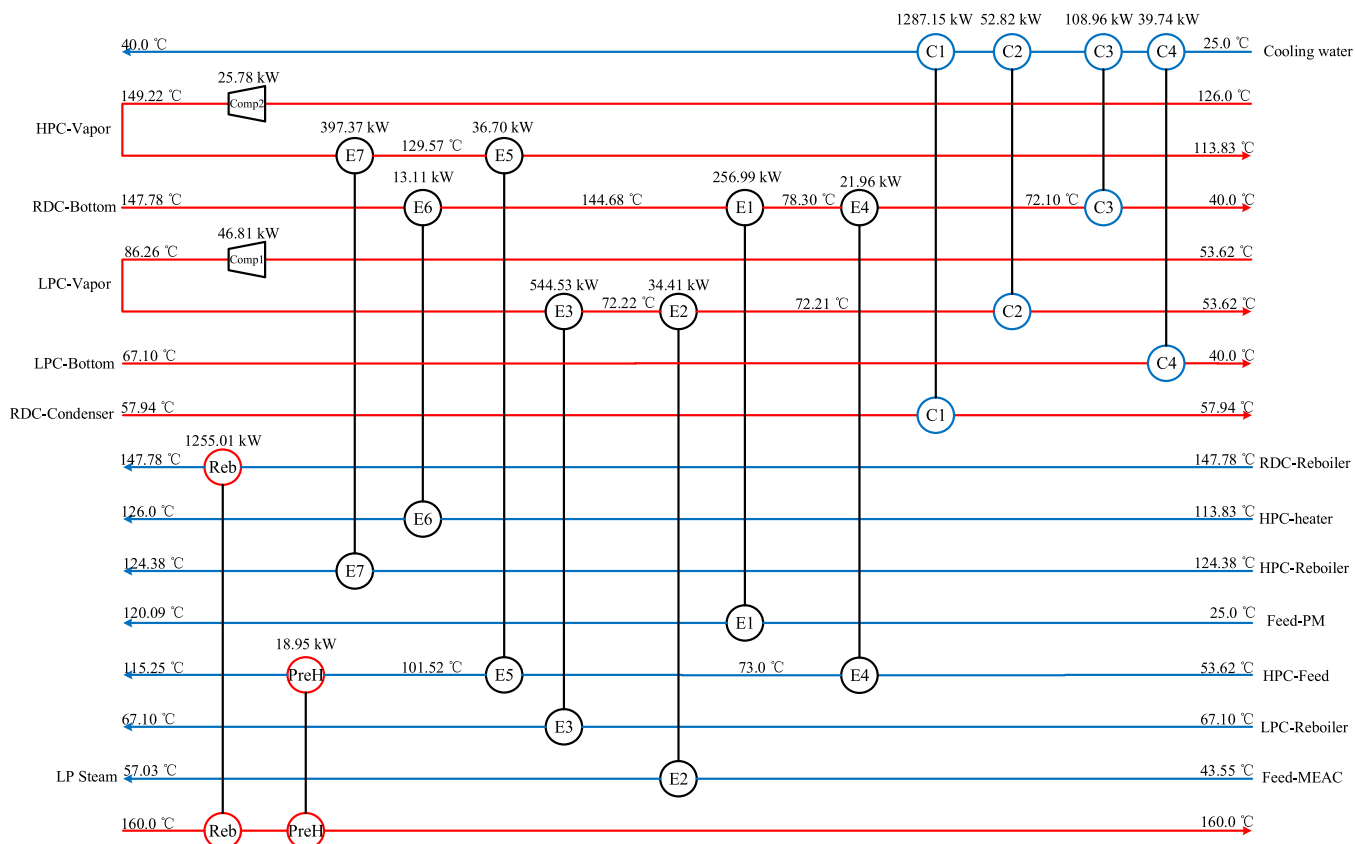 1287.15 kW 52.82 kW 108.96 kW 39.74 kW
40.0 ℃ C1 C2 C3 C4 25.0 ℃ Cooling water
25.78 kW
149.22 ℃ Comp2 126.0 ℃
HPC-Vapor
397.37 kW 36.70 kW
E7 129.57 ℃ E5 113.83 ℃
13.11 kW 256.99 kW 21.96 kW
RDC-Bottom 147.78 ℃ E6 144.68 ℃ E1 78.30 ℃ E4 72.10 ℃ C3 40.0 ℃
46.81 kW
86.26 ℃ Comp1 53.62 ℃
LPC-Vapor
544.53 kW 34.41 kW
E3 72.22 ℃ E2 72.21 ℃ C2 53.62 ℃
LPC-Bottom 67.10 ℃ C4 40.0 ℃
RDC-Condenser 57.94 ℃ C1 57.94 ℃
1255.01 kW
147.78 ℃ Reb 147.78 ℃ RDC-Reboiler
126.0 ℃ E6 113.83 ℃ HPC-heater
124.38 ℃ E7 124.38 ℃ HPC-Reboiler
120.09 ℃ E1 25.0 ℃ Feed-PM
18.95 kW
115.25 ℃ PreH 101.52 ℃ E5 73.0 ℃ E4 53.62 ℃ HPC-Feed
67.10 ℃ E3 67.10 ℃ LPC-Reboiler
LP Steam 57.03 ℃ E2 43.55 ℃ Feed-MEAC
160.0 ℃ Reb PreH 160.0 ℃